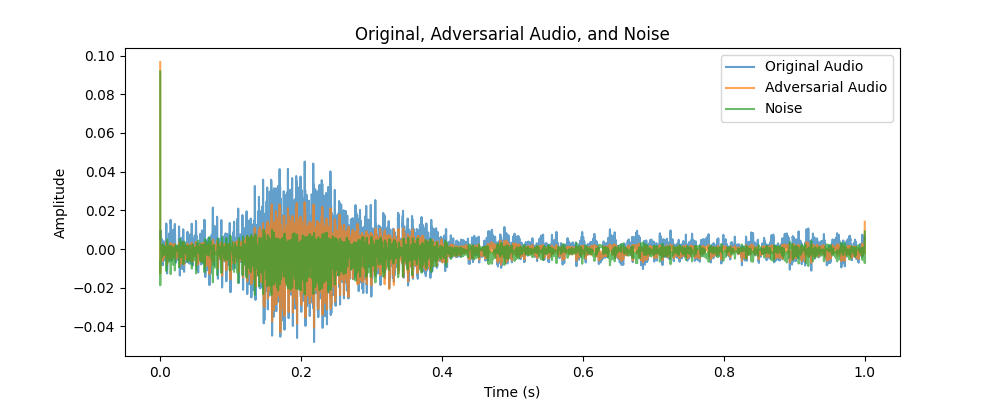 Original, Adversarial Audio, and Noise
Original Audio
Adversarial Audio
Noise
0.10
0.08
0.06
0.04
0.02
0.00
−0.02
−0.04
Amplitude
0.0
0.2
0.4
0.6
0.8
1.0
Time (s)